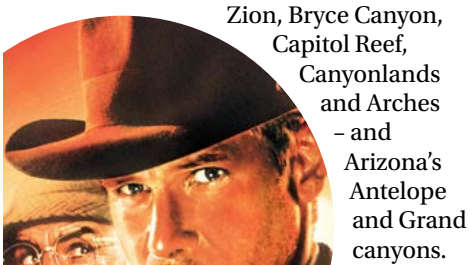 Zion, Bryce Canyon,
Capitol Reef,
Canyonlands
and Arches
– and
Arizona's
Antelope
and Grand
canyons.